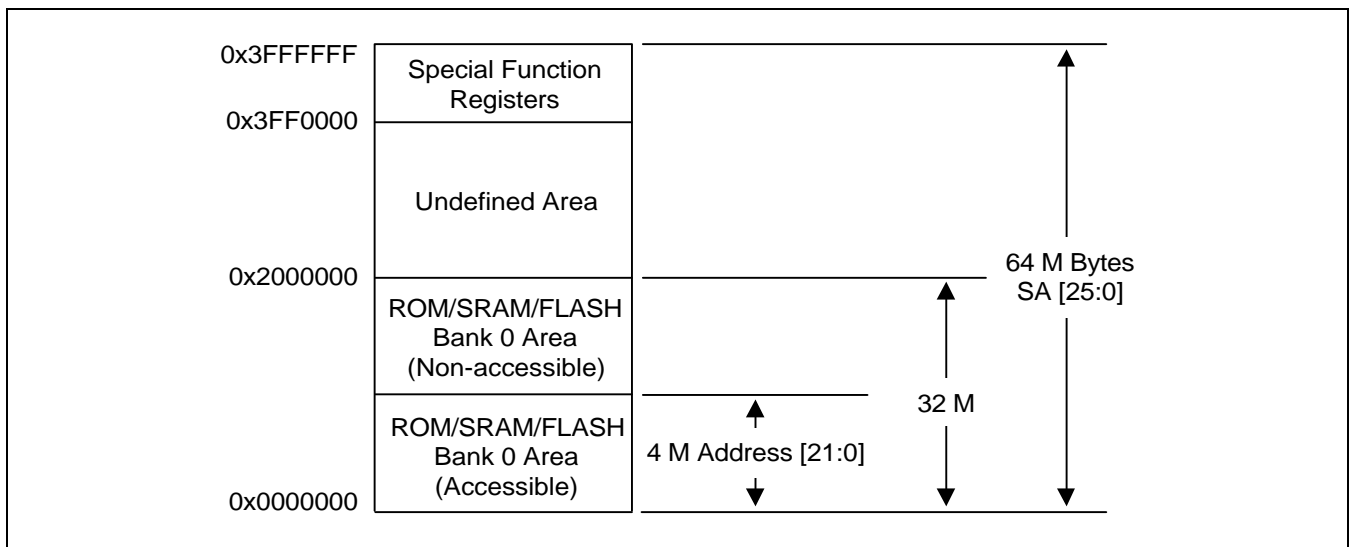 0x3FFFFFF
Special Function
Registers
0x3FF0000
Undefined Area
0x2000000
64 M Bytes
SA [25:0]
ROM/SRAM/FLASH
Bank 0 Area
(Non-accessible)
32 M
ROM/SRAM/FLASH
Bank 0 Area
(Accessible)
4 M Address [21:0]
0x0000000